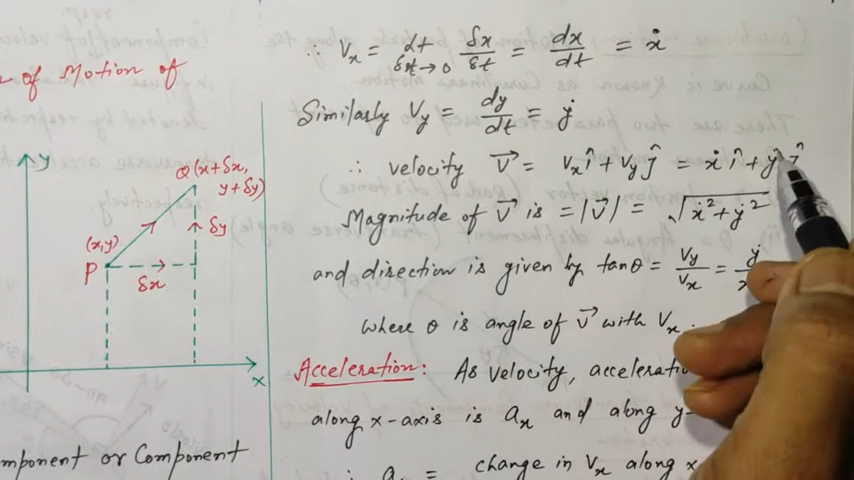 of Motion of
y
Q(x+δx,
y+δy)
(x,y)
δy
P
δx
x
mponent or Component
∴ Vx = Lt δt→0 δx/δt = dx/dt = ẋ
Similarly Vy = dy/dt = ẏ
∴ velocity V⃗ = Vx î + Vy ĵ = ẋ î + ẏ ĵ
Magnitude of V⃗ is = |V⃗| = √ẋ²+ẏ²
and direction is given by tanθ = Vy/Vx = ẏ/ẋ
where θ is angle of V⃗ with Vx.
Acceleration: As velocity, acceleratio
along x-axis is ax and along y-
change in Vx along x